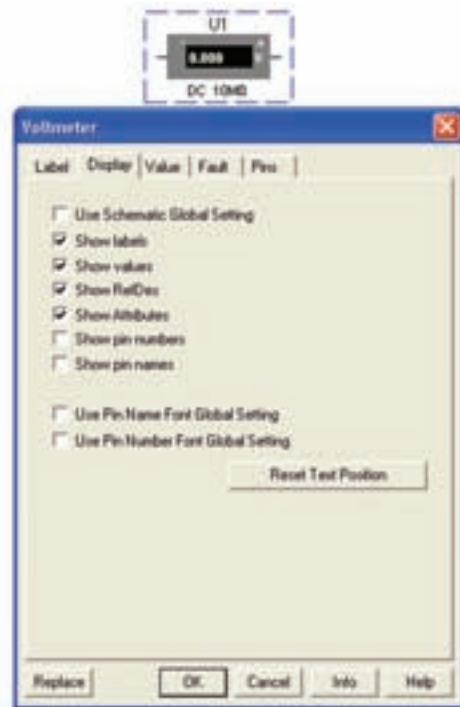 U1
0.000
DC 10MΩ
Voltmeter
Label Display Value Fault Pins
Use Schematic Global Setting
Show labels
Show values
Show RefDes
Show Attributes
Show pin numbers
Show pin names
Use Pin Name Font Global Setting
Use Pin Number Font Global Setting
Reset Text Position
Replace OK Cancel Info Help